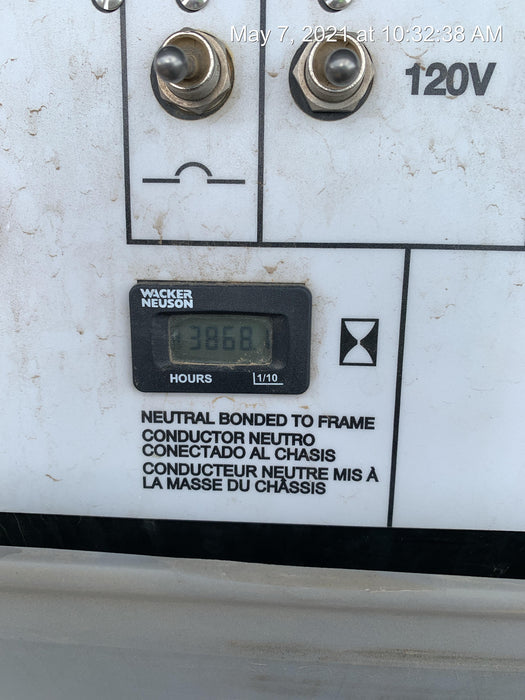 May 7, 2021 at 10:32:38 AM
120V
WACKER
NEUSON
3868
HOURS 1/10
NEUTRAL BONDED TO FRAME
CONDUCTOR NEUTRO
CONECTADO AL CHASIS
CONDUCTEUR NEUTRE MIS À
LA MASSE DU CHÂSSIS